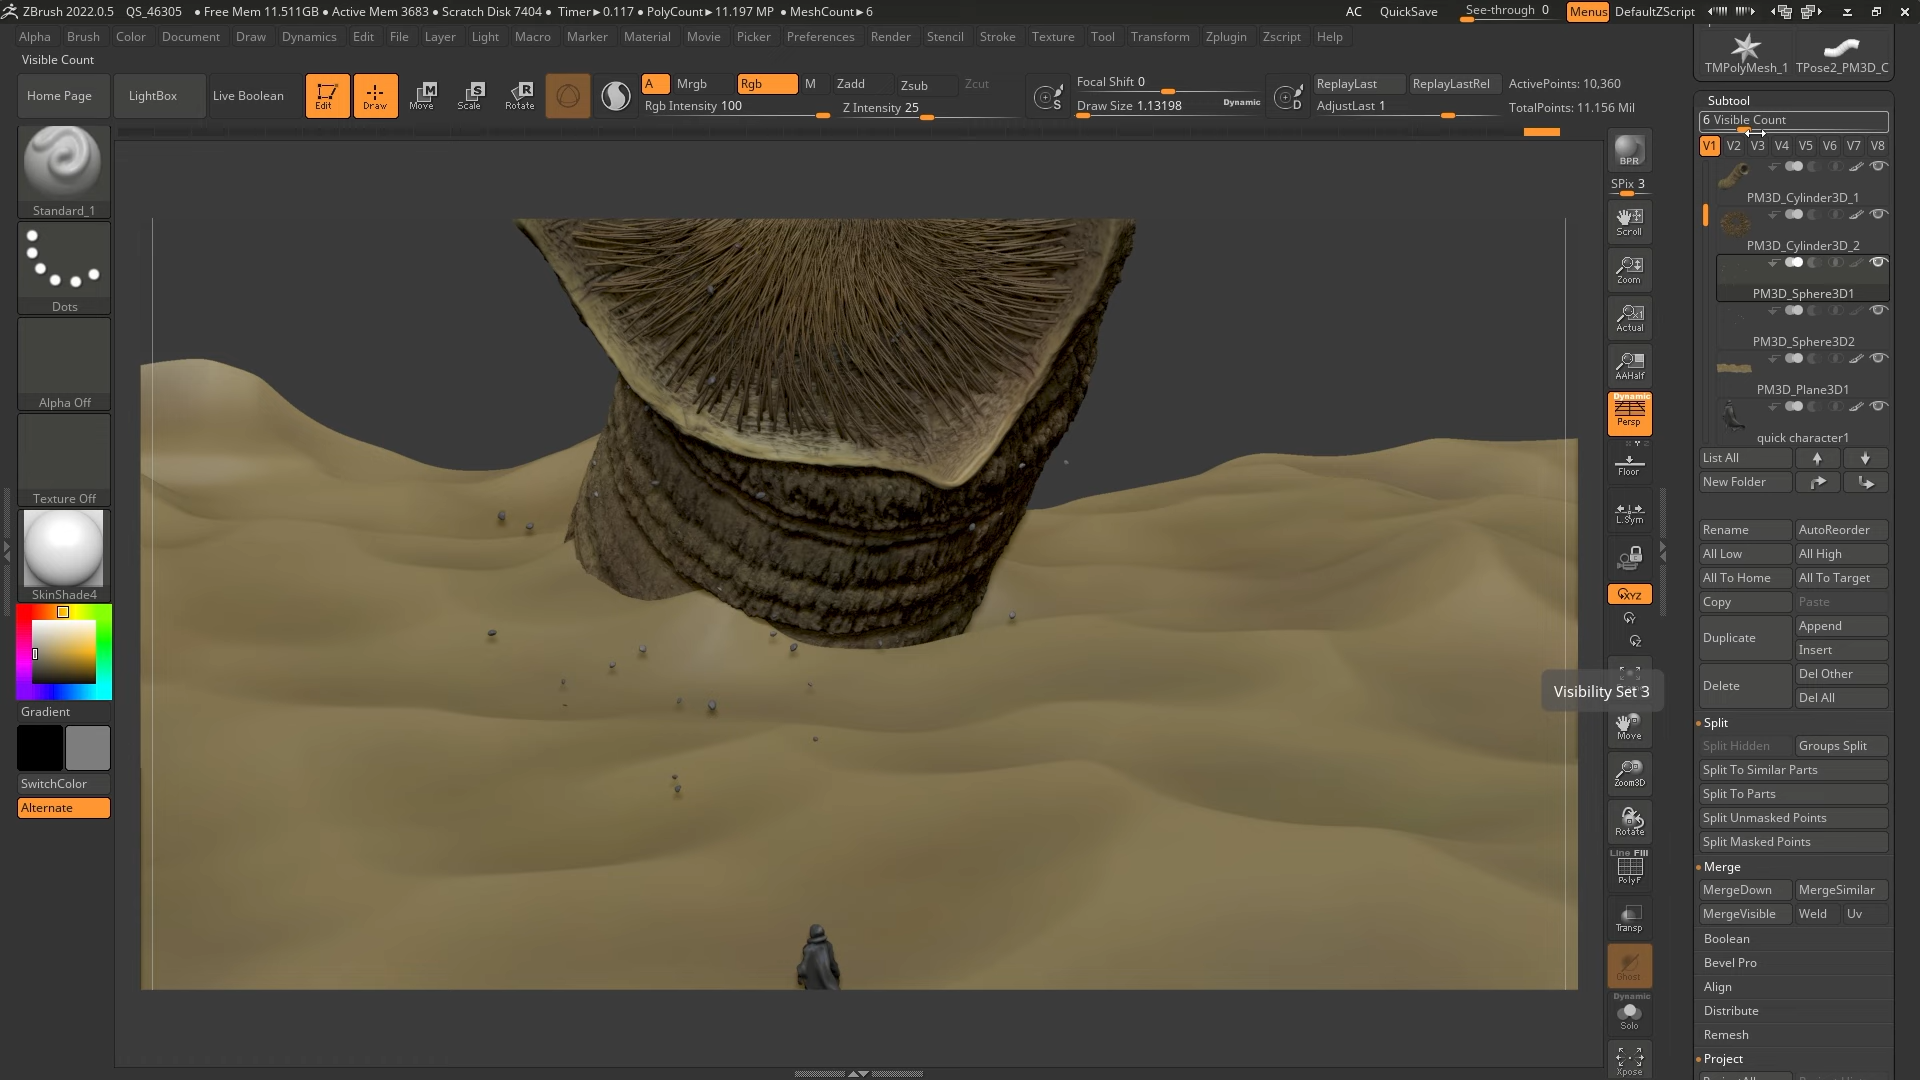 ZBrush 2022.0.5 QS_46305 • Free Mem 11.511GB • Active Mem 3683 • Scratch Disk 7404 • Timer►0.117 • PolyCount►11.197 MP • MeshCount►6 AC QuickSave See-through 0 Menus DefaultZScript
Alpha Brush Color Document Draw Dynamics Edit File Layer Light Macro Marker Material Movie Picker Preferences Render Stencil Stroke Texture Tool Transform Zplugin Zscript Help
Visible Count
Home Page LightBox Live Boolean
Edit Draw Move Scale Rotate
A Mrgb Rgb M Zadd Zsub Zcut
Rgb Intensity 100 Z Intensity 25
S
Focal Shift 0
Draw Size 1.13198 Dynamic
D
ReplayLast ReplayLastRel
AdjustLast 1
ActivePoints: 10,360
TotalPoints: 11.156 Mil
Standard_1
Dots
Alpha Off
Texture Off
SkinShade4
Gradient
SwitchColor
Alternate
BPR
SPix 3
Scroll
Zoom
Actual
AAHalf
Dynamic
Persp
Floor
L.Sym
XYZ
Visibility Set 3
Move
Zoom3D
Rotate
Line Fill
PolyF
Transp
Ghost
Dynamic
Solo
Xpose
TMPolyMesh_1 TPose2_PM3D_C
Subtool
6 Visible Count
V1 V2 V3 V4 V5 V6 V7 V8
PM3D_Cylinder3D_1
PM3D_Cylinder3D_2
PM3D_Sphere3D1
PM3D_Sphere3D2
PM3D_Plane3D1
quick character1
List All
New Folder
Rename AutoReorder
All Low All High
All To Home All To Target
Copy Paste
Duplicate Append
Insert
Delete Del Other
Del All
Split
Split Hidden Groups Split
Split To Similar Parts
Split To Parts
Split Unmasked Points
Split Masked Points
Merge
MergeDown MergeSimilar
MergeVisible Weld Uv
Boolean
Bevel Pro
Align
Distribute
Remesh
Project